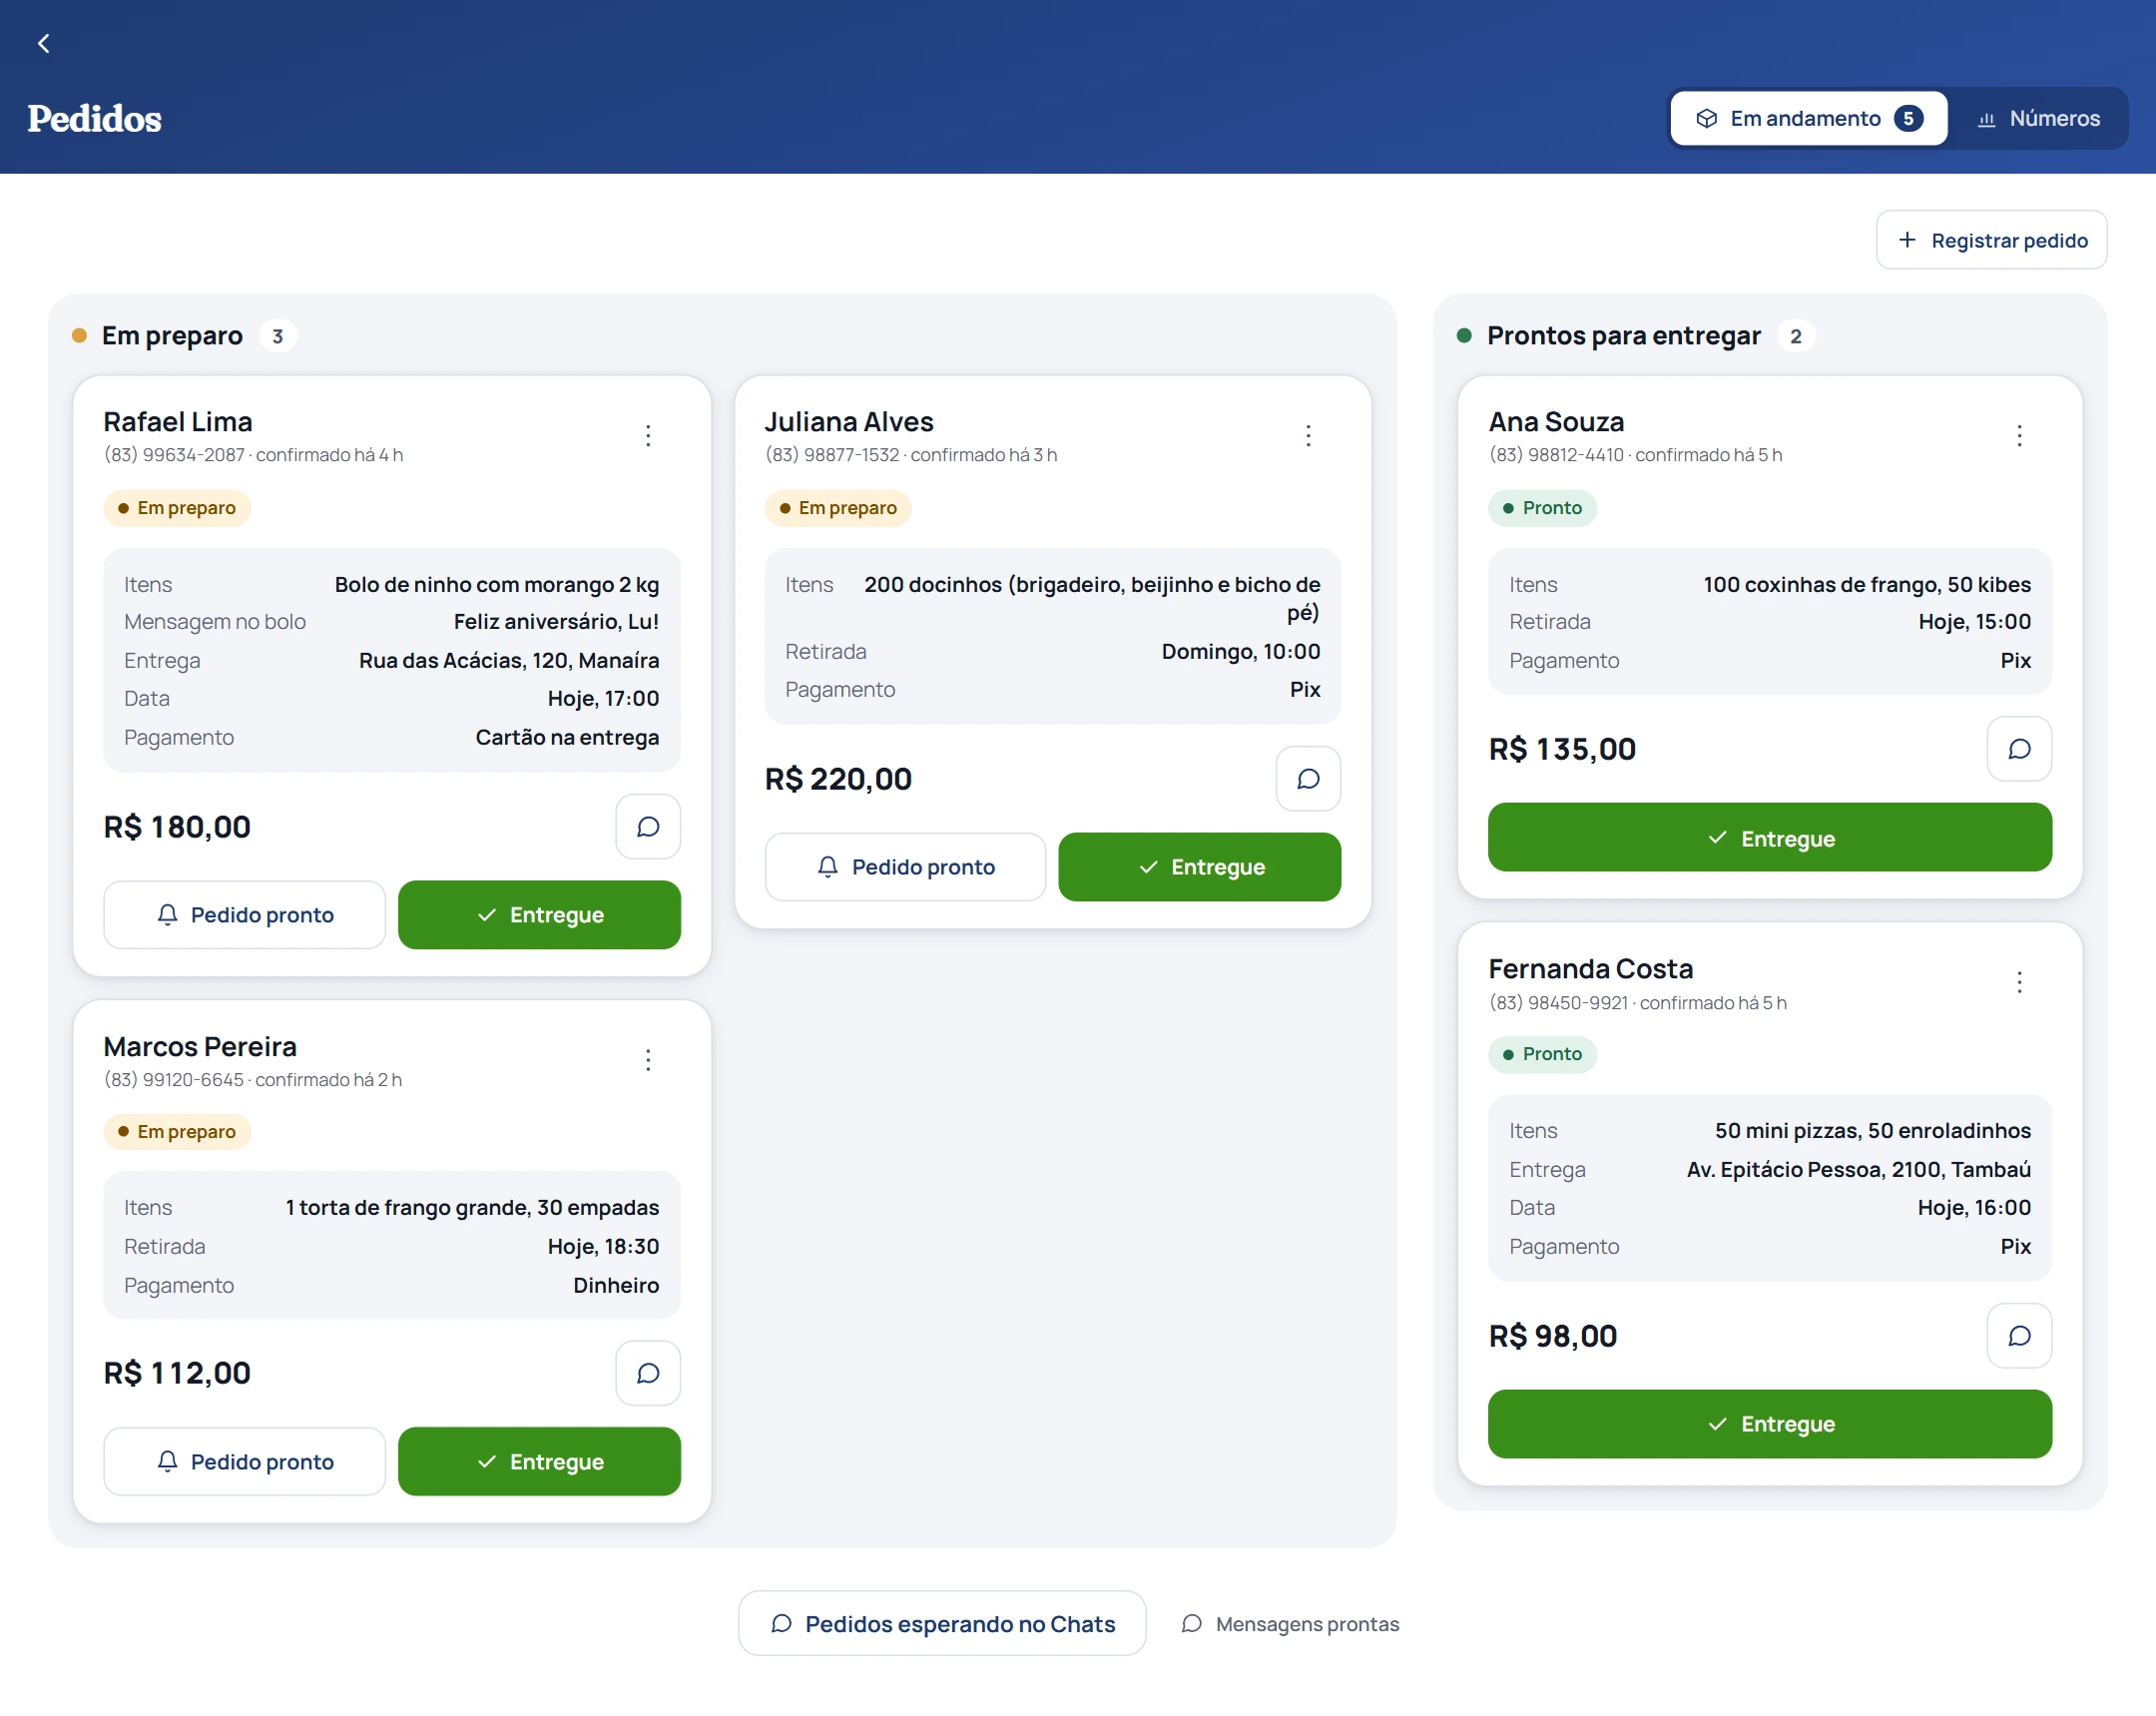 Pedidos
Em andamento 5
Números
Registrar pedido
Em preparo 3
Rafael Lima
(83) 99634-2087 · confirmado há 4 h
Em preparo
Itens Bolo de ninho com morango 2 kg
Mensagem no bolo Feliz aniversário, Lu!
Entrega Rua das Acácias, 120, Manaíra
Data Hoje, 17:00
Pagamento Cartão na entrega
R$ 180,00
Pedido pronto Entregue
Juliana Alves
(83) 98877-1532 · confirmado há 3 h
Em preparo
Itens 200 docinhos (brigadeiro, beijinho e bicho de
pé)
Retirada Domingo, 10:00
Pagamento Pix
R$ 220,00
Pedido pronto Entregue
Marcos Pereira
(83) 99120-6645 · confirmado há 2 h
Em preparo
Itens 1 torta de frango grande, 30 empadas
Retirada Hoje, 18:30
Pagamento Dinheiro
R$ 112,00
Pedido pronto Entregue
Prontos para entregar 2
Ana Souza
(83) 98812-4410 · confirmado há 5 h
Pronto
Itens 100 coxinhas de frango, 50 kibes
Retirada Hoje, 15:00
Pagamento Pix
R$ 135,00
Entregue
Fernanda Costa
(83) 98450-9921 · confirmado há 5 h
Pronto
Itens 50 mini pizzas, 50 enroladinhos
Entrega Av. Epitácio Pessoa, 2100, Tambaú
Data Hoje, 16:00
Pagamento Pix
R$ 98,00
Entregue
Pedidos esperando no Chats
Mensagens prontas